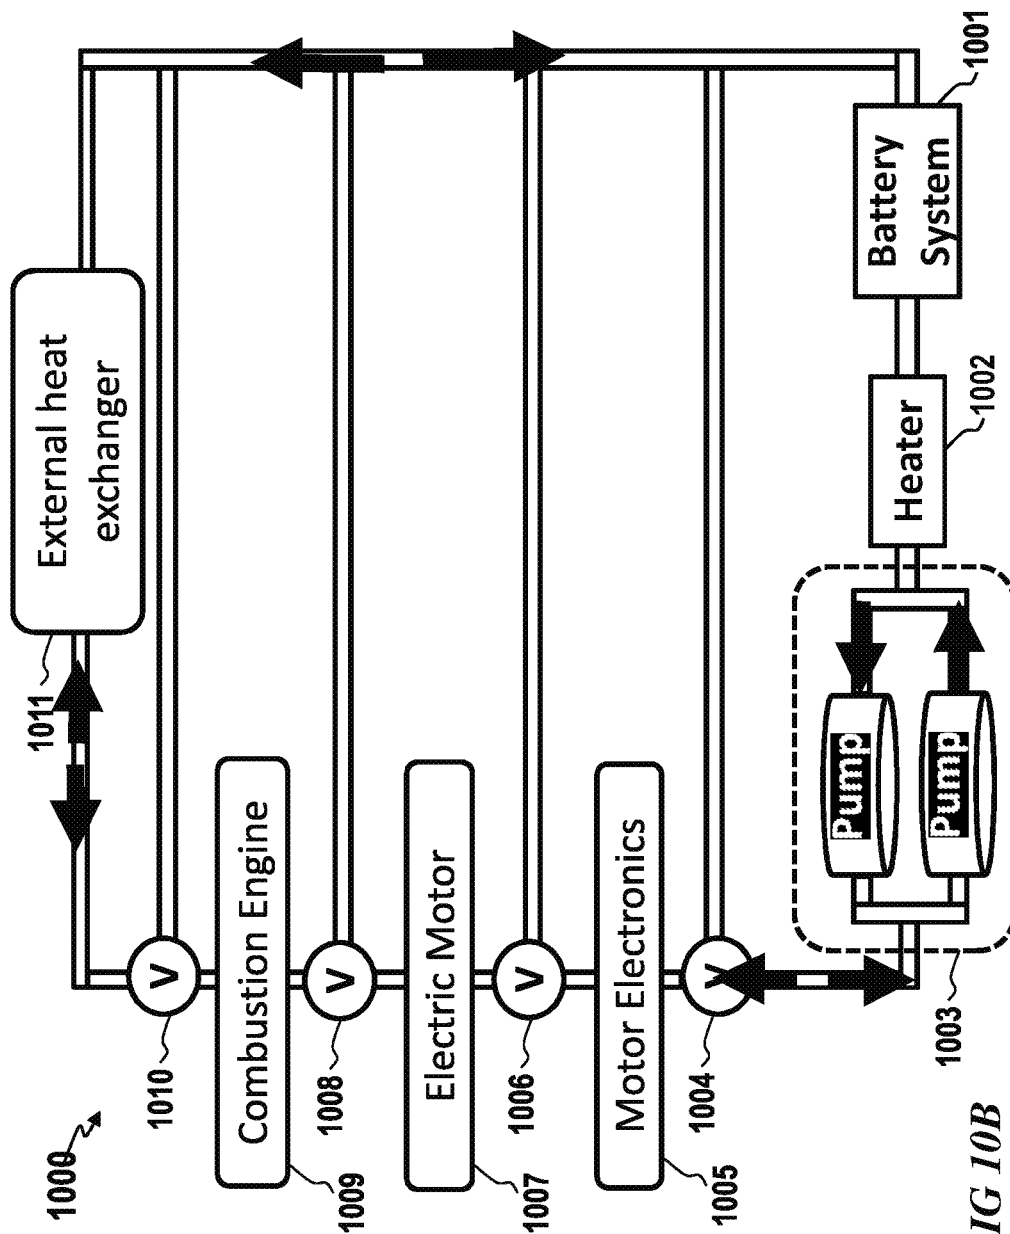 1000
1011
External heat
exchanger
1010
V
1009
Combustion Engine
1008
V
1007
Electric Motor
1006
V
1005
Motor Electronics
1004
V
1003
Pump
Pump
Heater
1002
Battery
System
1001
IG 10B